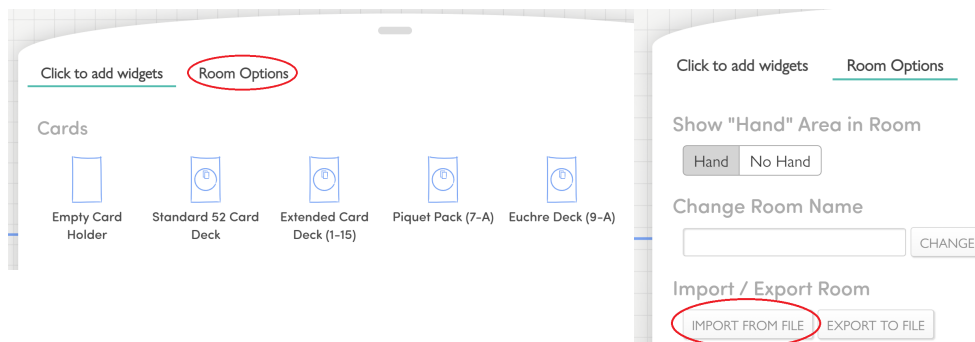 Click to add widgets
Room Options
Cards
Empty Card
Holder
Standard 52 Card
Deck
Extended Card
Deck (1-15)
Piquet Pack (7-A)
Euchre Deck (9-A)
Click to add widgets
Room Options
Show "Hand" Area in Room
Hand
No Hand
Change Room Name
CHANGE
Import / Export Room
IMPORT FROM FILE
EXPORT TO FILE